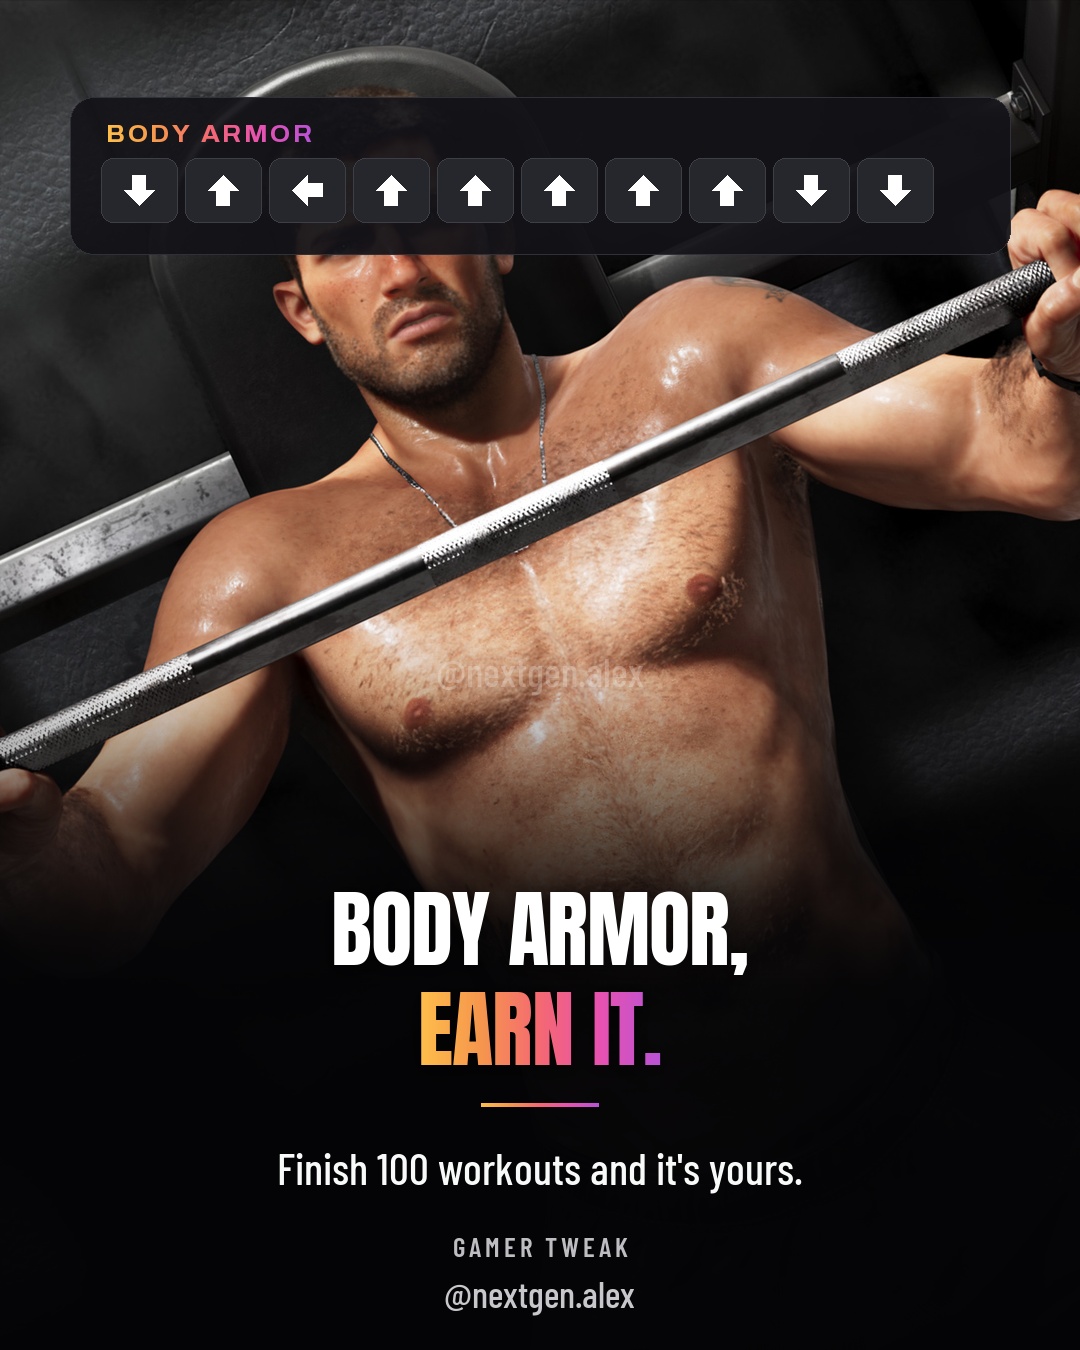 BODY ARMOR
⬇ ⬆ ⬅ ⬆ ⬆ ⬆ ⬆ ⬆ ⬇ ⬇
@nextgen.alex
BODY ARMOR,
EARN IT.
Finish 100 workouts and it's yours.
GAMER TWEAK
@nextgen.alex